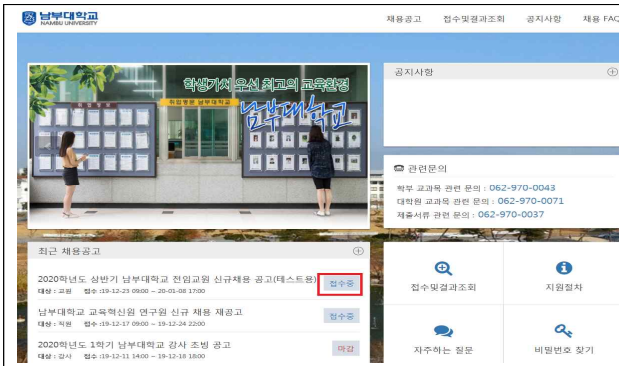 남부대학교
NAMBU UNIVERSITY
채용공고 접수및결과조회 공지사항 채용 FAQ
학생가치 우선 최고의 교육환경
취업명문 남부대학교
남부대학교
공지사항
관련문의
학부 교과목 관련 문의 : 062-970-0043
대학원 교과목 관련 문의 : 062-970-0071
제출서류 관련 문의 : 062-970-0037
최근 채용공고
2020학년도 상반기 남부대학교 전임교원 신규채용 공고(테스트용) 접수중
대상 : 교원 접수 :19-12-23 09:00 ~ 20-01-08 17:00
남부대학교 교육혁신원 연구원 신규 채용 재공고 접수중
대상 : 직원 접수 :19-12-17 09:00 ~ 19-12-24 22:00
2020학년도 1학기 남부대학교 강사 초빙 공고 마감
대상 : 강사 접수 :19-12-11 14:00 ~ 19-12-18 18:00
접수및결과조회
지원절차
자주하는 질문
비밀번호 찾기